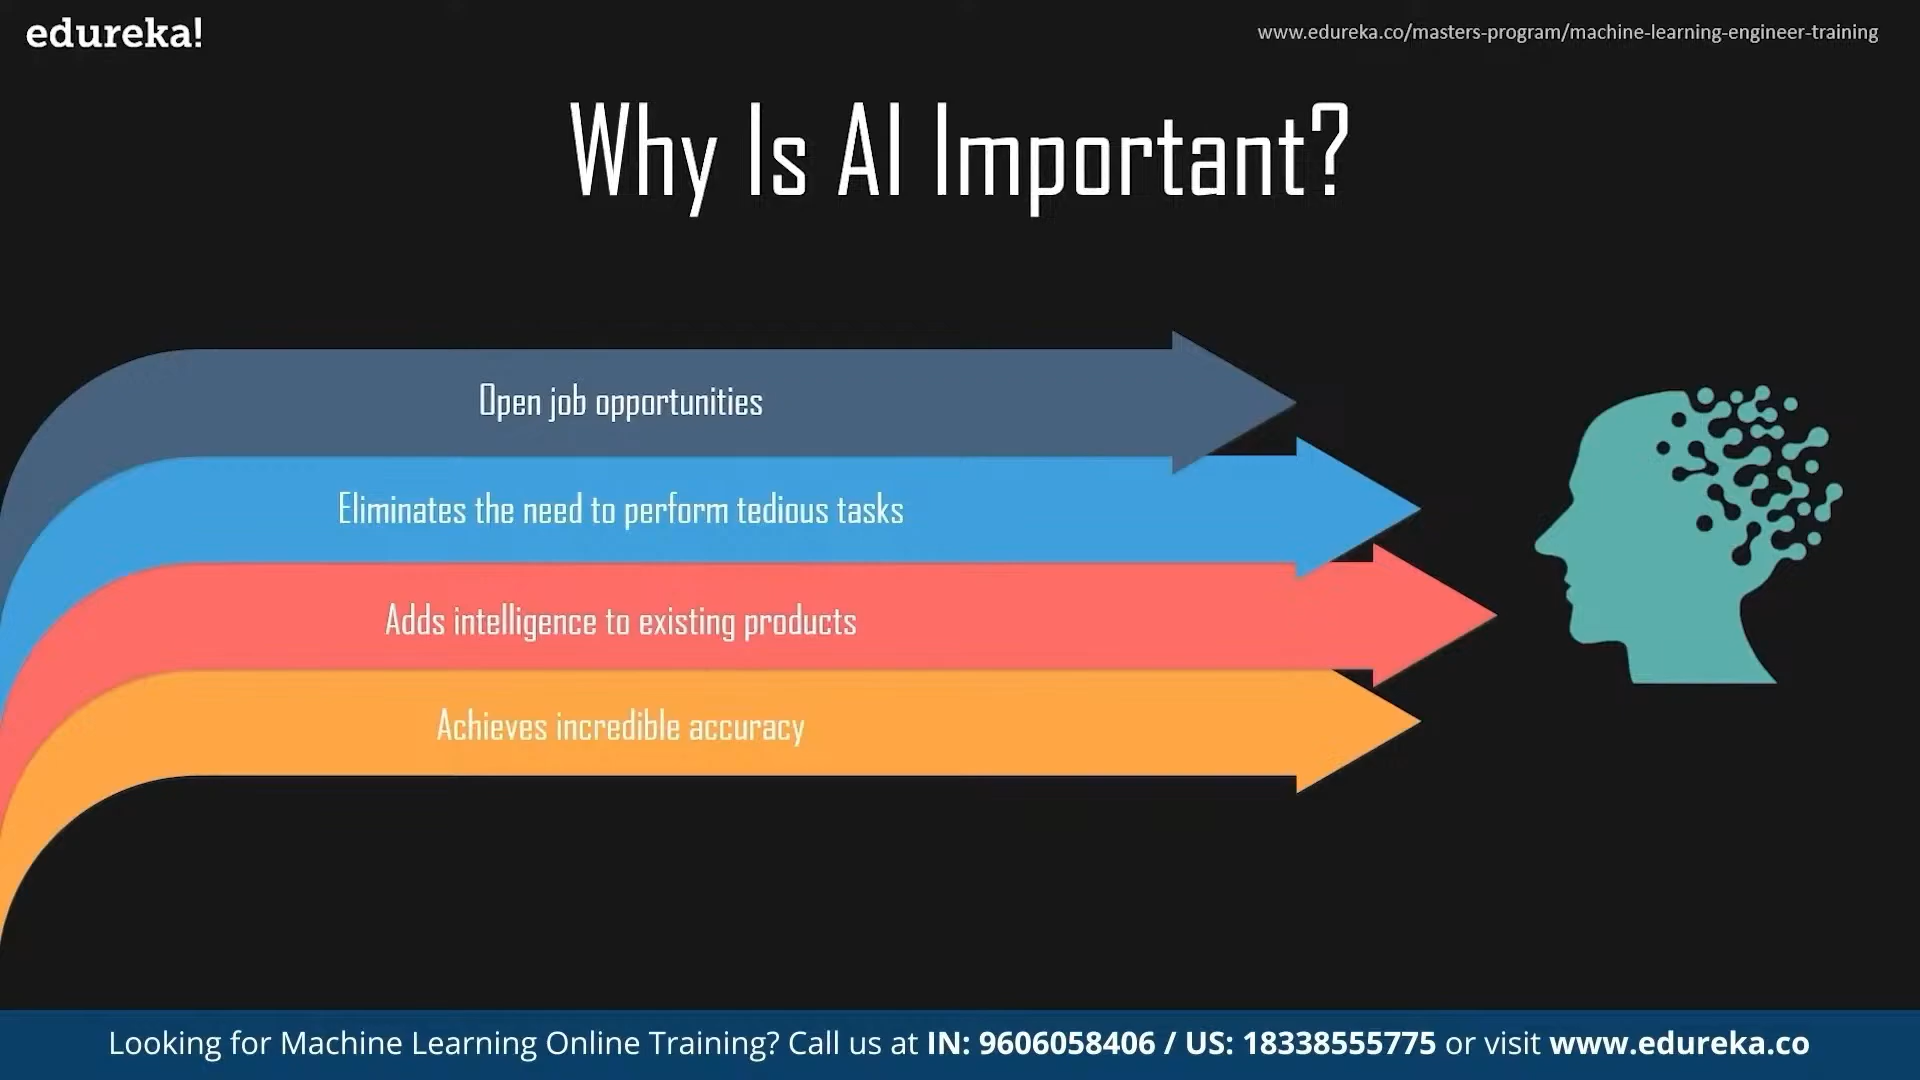 edureka!
www.edureka.co/masters-program/machine-learning-engineer-training
Why Is AI Important?
Open job opportunities
Eliminates the need to perform tedious tasks
Adds intelligence to existing products
Achieves incredible accuracy
Looking for Machine Learning Online Training? Call us at IN: 9606058406 / US: 18338555775 or visit www.edureka.co